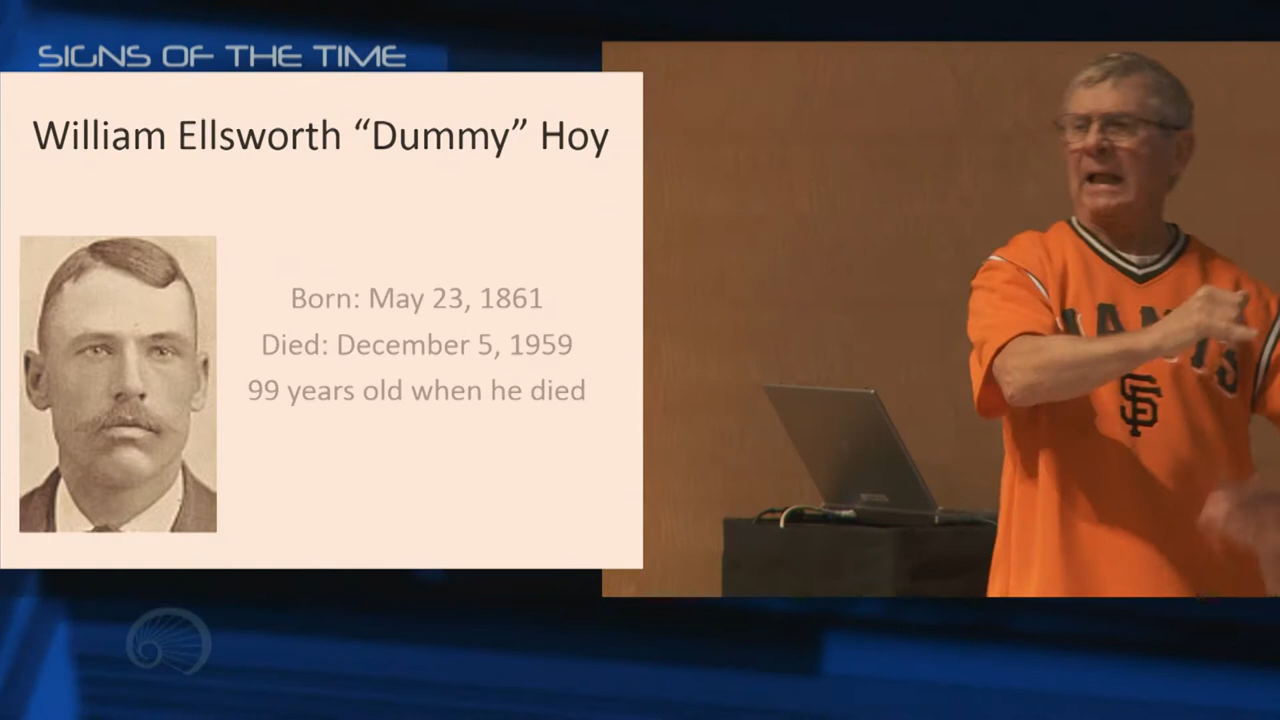 SIGNS OF THE TIME
William Ellsworth “Dummy” Hoy
Born: May 23, 1861
Died: December 5, 1959
99 years old when he died
GIANTS
SF